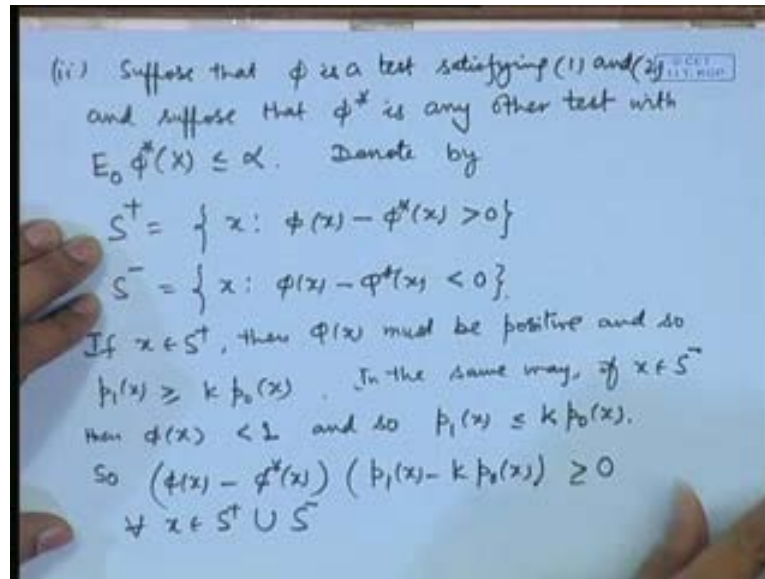 (ii) Suppose that ϕ is a test satisfying (1) and (2)
and suppose that ϕ* is any other test with
E₀ ϕ*(X) ≤ α. Denote by
S⁺ = { x : ϕ(x) − ϕ*(x) > 0}
S⁻ = { x : ϕ(x) − ϕ*(x) < 0}.
If x ∈ S⁺, then ϕ(x) must be positive and so
p₁(x) ≥ k p₀(x). In the same way, if x ∈ S⁻
then ϕ(x) < 1 and so p₁(x) ≤ k p₀(x).
So (ϕ(x) − ϕ*(x)) (p₁(x) − k p₀(x)) ≥ 0
∀ x ∈ S⁺ ∪ S⁻